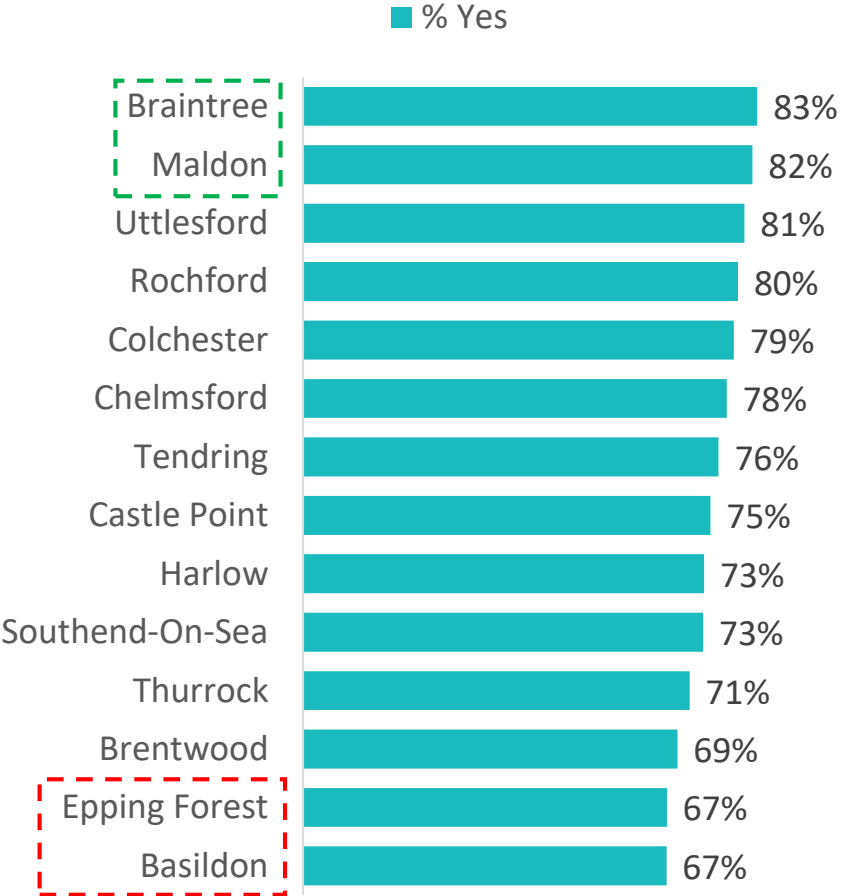 % Yes
Braintree 83%
Maldon 82%
Uttlesford 81%
Rochford 80%
Colchester 79%
Chelmsford 78%
Tendring 76%
Castle Point 75%
Harlow 73%
Southend-On-Sea 73%
Thurrock 71%
Brentwood 69%
Epping Forest 67%
Basildon 67%